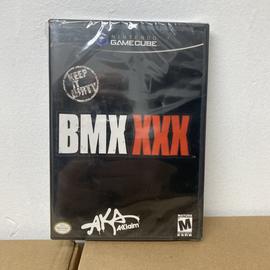 NINTENDO
GAMECUBE
KEEP
IT
DIRTY
BMX XXX
AKA
Acclaim
M